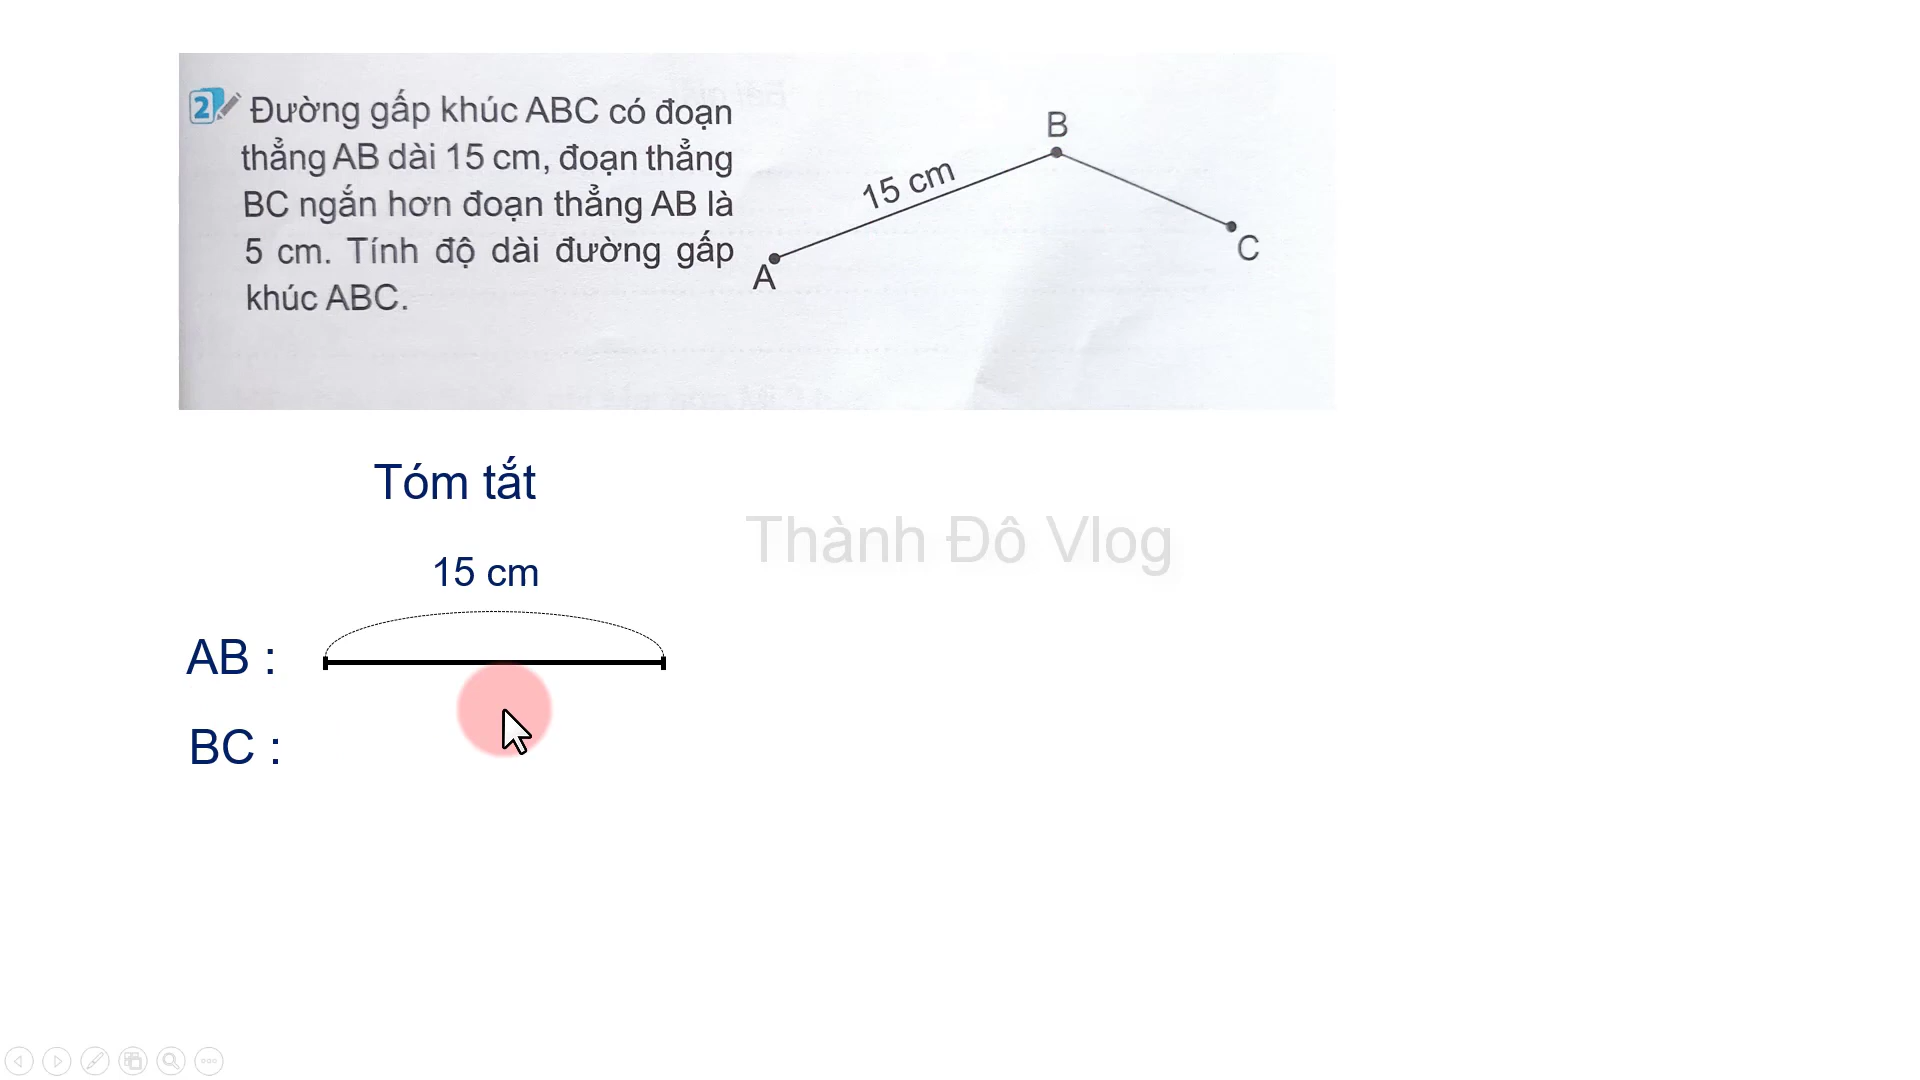 2 Đường gấp khúc ABC có đoạn
thẳng AB dài 15 cm, đoạn thẳng
BC ngắn hơn đoạn thẳng AB là
5 cm. Tính độ dài đường gấp
khúc ABC.
B
15 cm
C
A
Tóm tắt
Thành Đô Vlog
15 cm
AB :
BC :